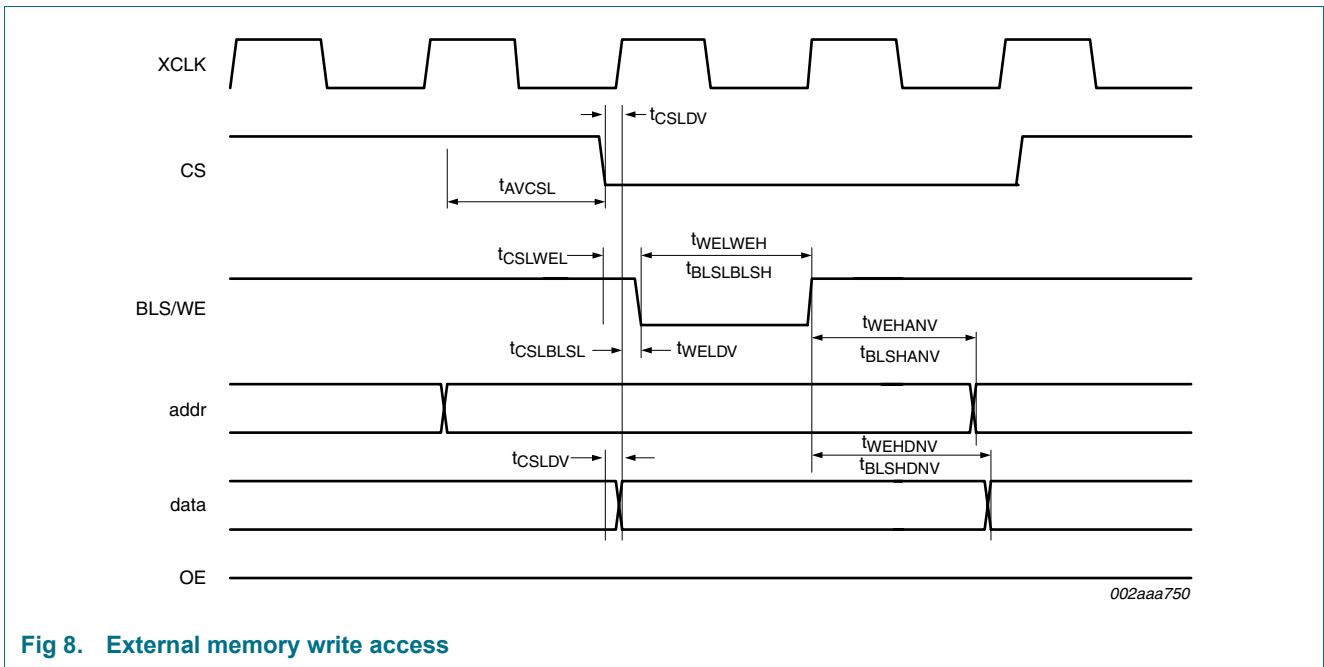 XCLK
tCSLDV
CS
tAVCSL
tCSLWEL
tWELWEH
tBLSLBLSH
BLS/WE
tCSLBLSL
tWELDV
tWEHANV
tBLSHANV
addr
tCSLDV
tWEHDNV
tBLSHDNV
data
OE
002aaa750
Fig 8. External memory write access